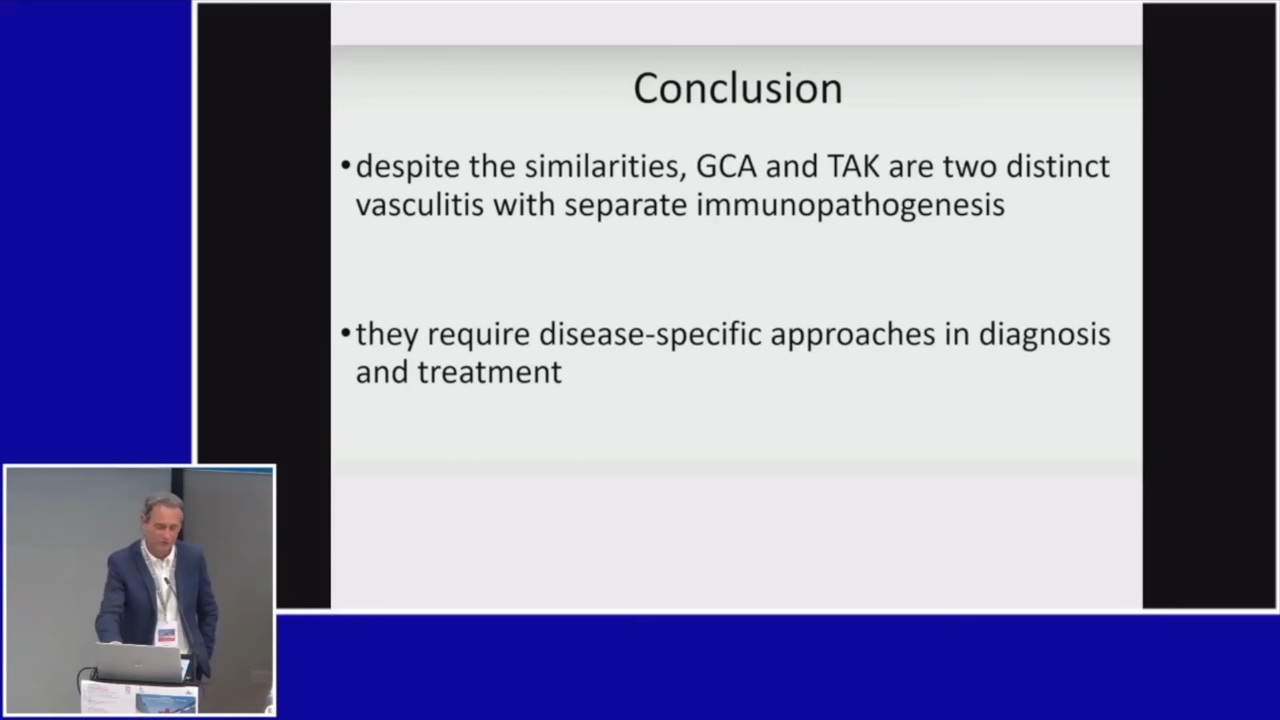 Conclusion
•despite the similarities, GCA and TAK are two distinct
vasculitis with separate immunopathogenesis
•they require disease-specific approaches in diagnosis
and treatment